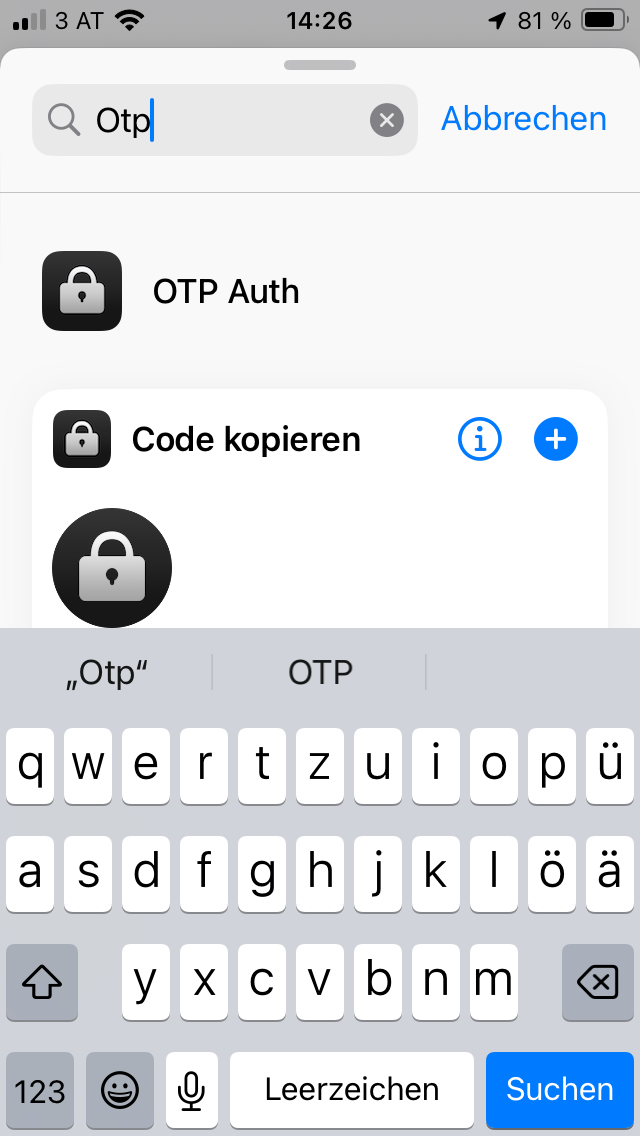 3 AT 14:26 81 %
Otp Abbrechen
OTP Auth
Code kopieren
„Otp“ OTP
q w e r t z u i o p ü
a s d f g h j k l ö ä
y x c v b n m
123 Leerzeichen Suchen